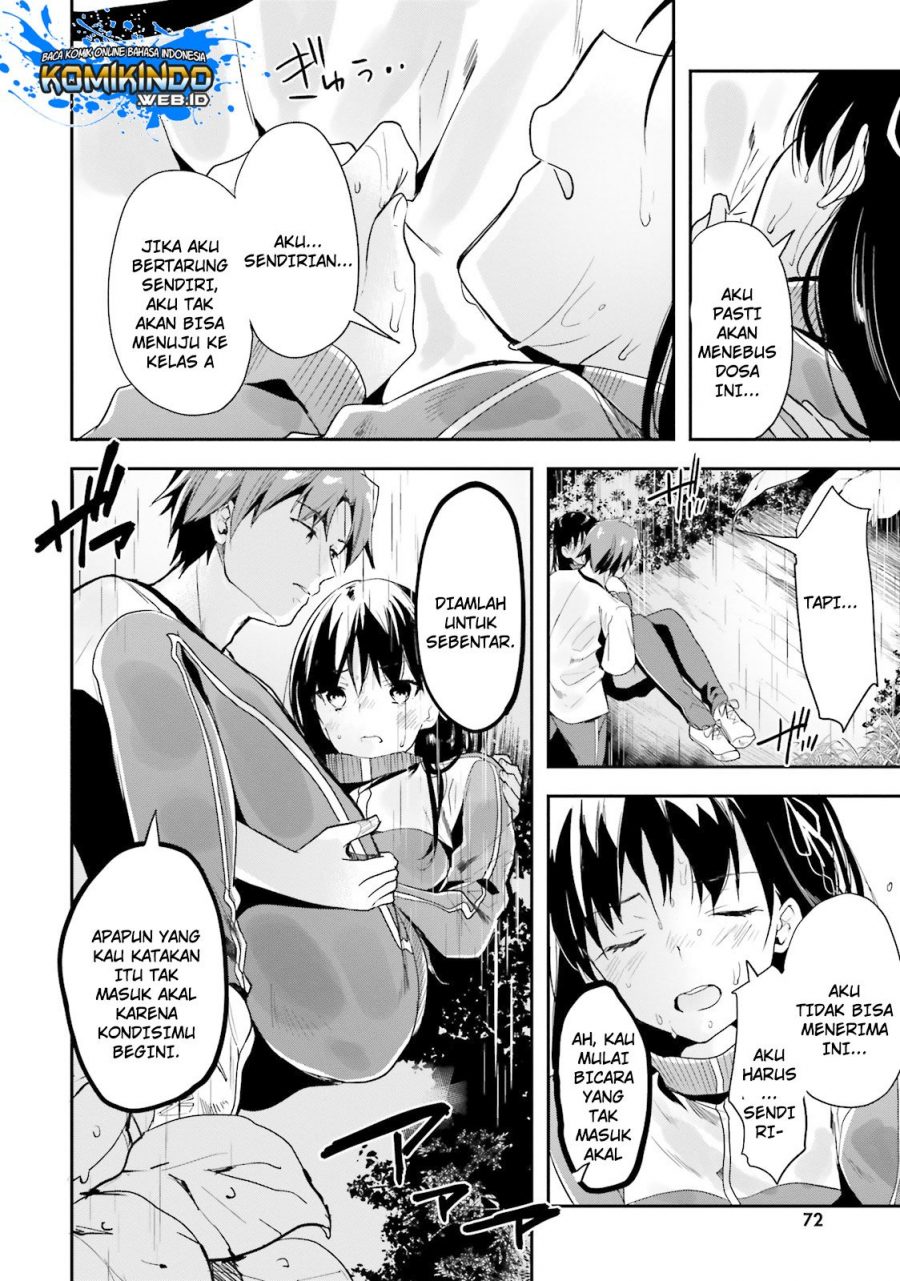 BACA KOMIK ONLINE BAHASA INDONESIA
KOMIKINDO
WEB.ID
AKU
PASTI
AKAN
MENEBUS
DOSA
INI...
ぎゅぅ・・
AKU...
SENDIRIAN...
JIKA AKU
BERTARUNG
SENDIRI,
AKU TAK
AKAN BISA
MENUJU KE
KELAS A
TAPI...
AKU
TIDAK BISA
MENERIMA
INI...
AKU
HARUS
...
SENDI
RI-
AH, KAU
MULAI
BICARA
YANG
TAK
MASUK
AKAL
DIAMLAH
UNTUK
SEBENTAR.
APAPUN YANG
KAU KATAKAN
ITU TAK
MASUK AKAL
KARENA
KONDISIMU
BEGINI.
72